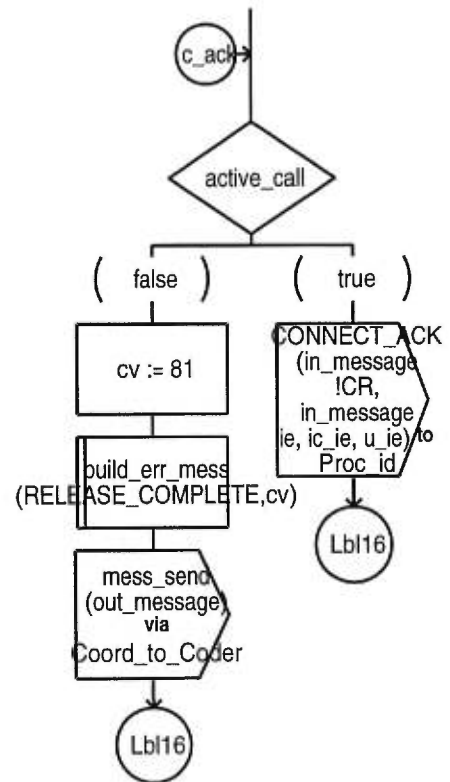 c_ack
active_call
( false )
( true )
cv := 81
CONNECT_ACK
(in_message
!CR,
in_message
ie, ic_ie, u_ie) to
Proc_id
build_err_mess
(RELEASE_COMPLETE,cv)
Lbl16
mess_send
(out_message)
via
Coord_to_Coder
Lbl16